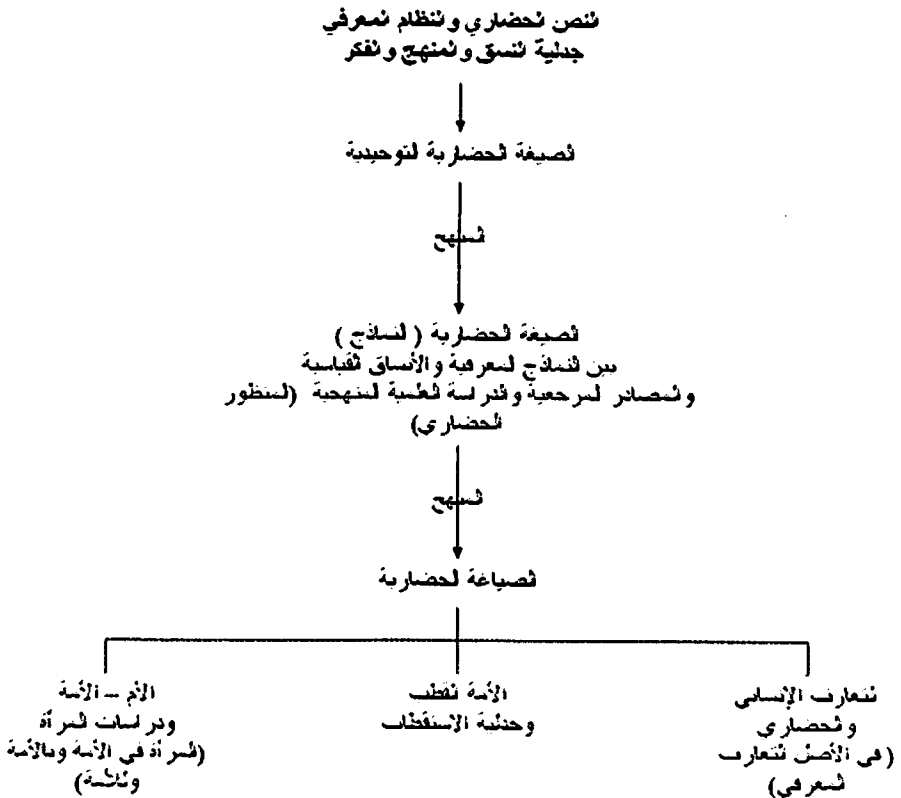 النص الحضاري والنظام المعرفي
جدلية النسق والمنهج والفكر
الصيغة الحضارية التوحيدية
المنهج
الصيغة الحضارية (النماذج)
بين النماذج المعرفية والأنساق القياسية
والمصادر المرجعية والدراسة العلمية المنهجية (المنظور
الحضاري)
المنهج
الصياغة الحضارية
التعارف الإنساني
والحضاري
(في الأصل التعارف
المعرفي)
الأمة القطب
وجدلية الاستقطاب
الأم – الأمة
ودراسات المرأة
(المرأة في الأمة وبالأمة
وللأمة)